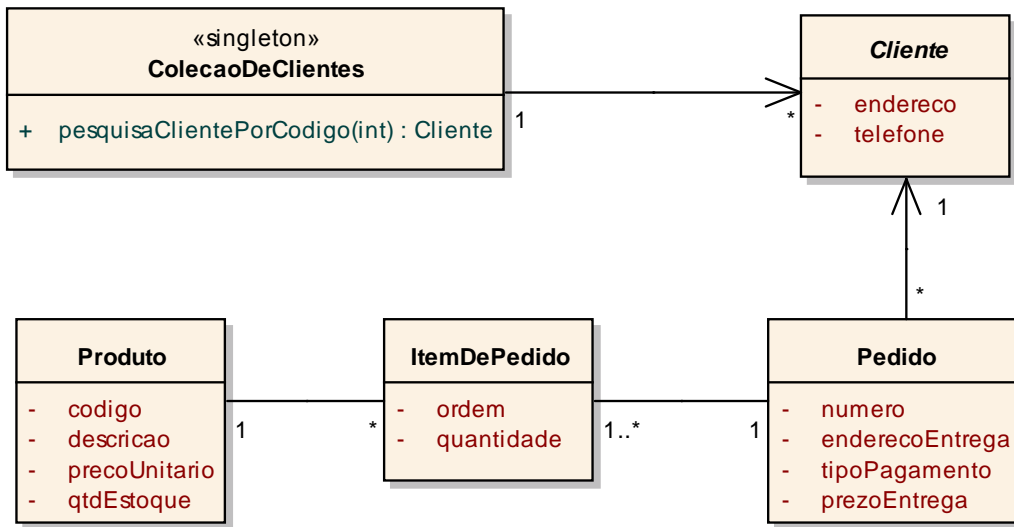 «singleton»
ColecaoDeClientes
+ pesquisaClientePorCodigo(int) : Cliente
1
*
Cliente
- endereco
- telefone
1
*
Produto
- codigo
- descricao
- precoUnitario
- qtdEstoque
1
*
ItemDePedido
- ordem
- quantidade
1..*
1
Pedido
- numero
- enderecoEntrega
- tipoPagamento
- prezoEntrega